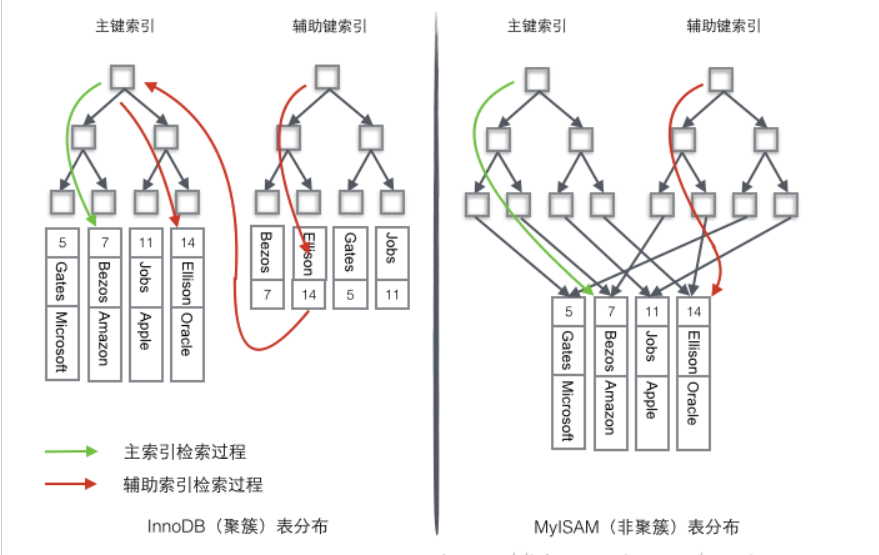 主键索引
辅助键索引
主键索引
辅助键索引
5 Gates Microsoft
7 Bezos Amazon
11 Jobs Apple
14 Ellison Oracle
Bezos 7
Ellison 14
Gates 5
Jobs 11
5 Gates Microsoft
7 Bezos Amazon
11 Jobs Apple
14 Ellison Oracle
主索引检索过程
辅助索引检索过程
InnoDB（聚簇）表分布
MyISAM（非聚簇）表分布